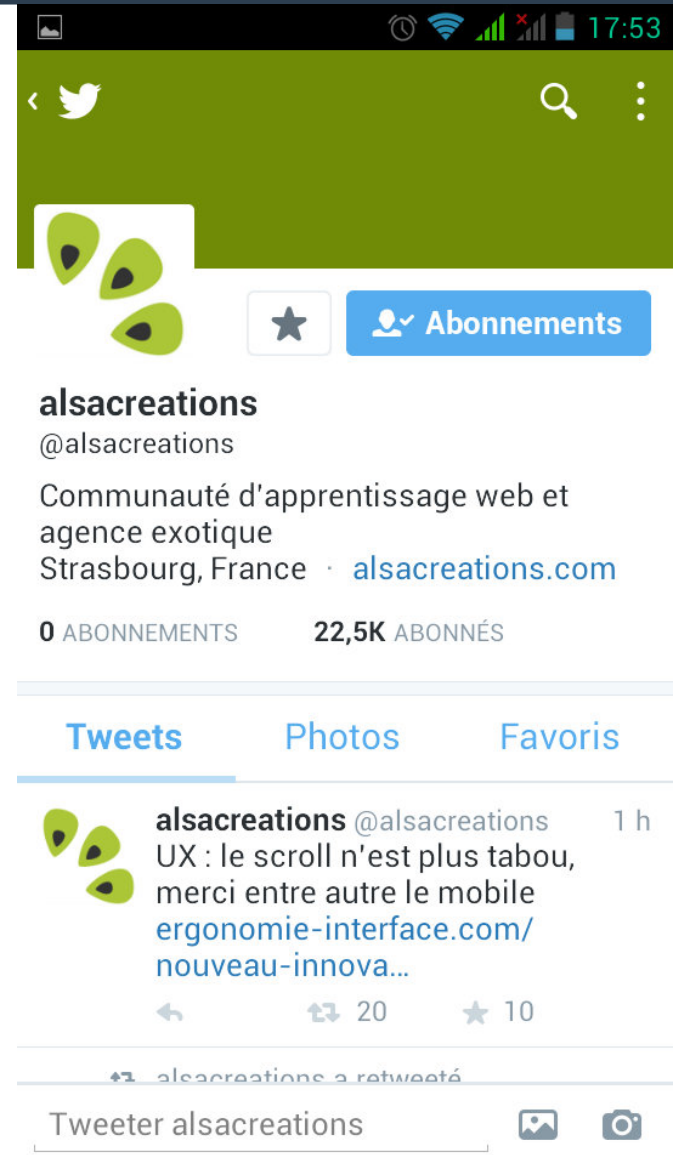 17:53
Abonnements
alsacreations
@alsacreations
Communauté d'apprentissage web et
agence exotique
Strasbourg, France · alsacreations.com
0 ABONNEMENTS 22,5K ABONNÉS
Tweets Photos Favoris
alsacreations @alsacreations 1 h
UX : le scroll n'est plus tabou,
merci entre autre le mobile
ergonomie-interface.com/
nouveau-innova…
20 10
alsacreations a retweeté
Tweeter alsacreations